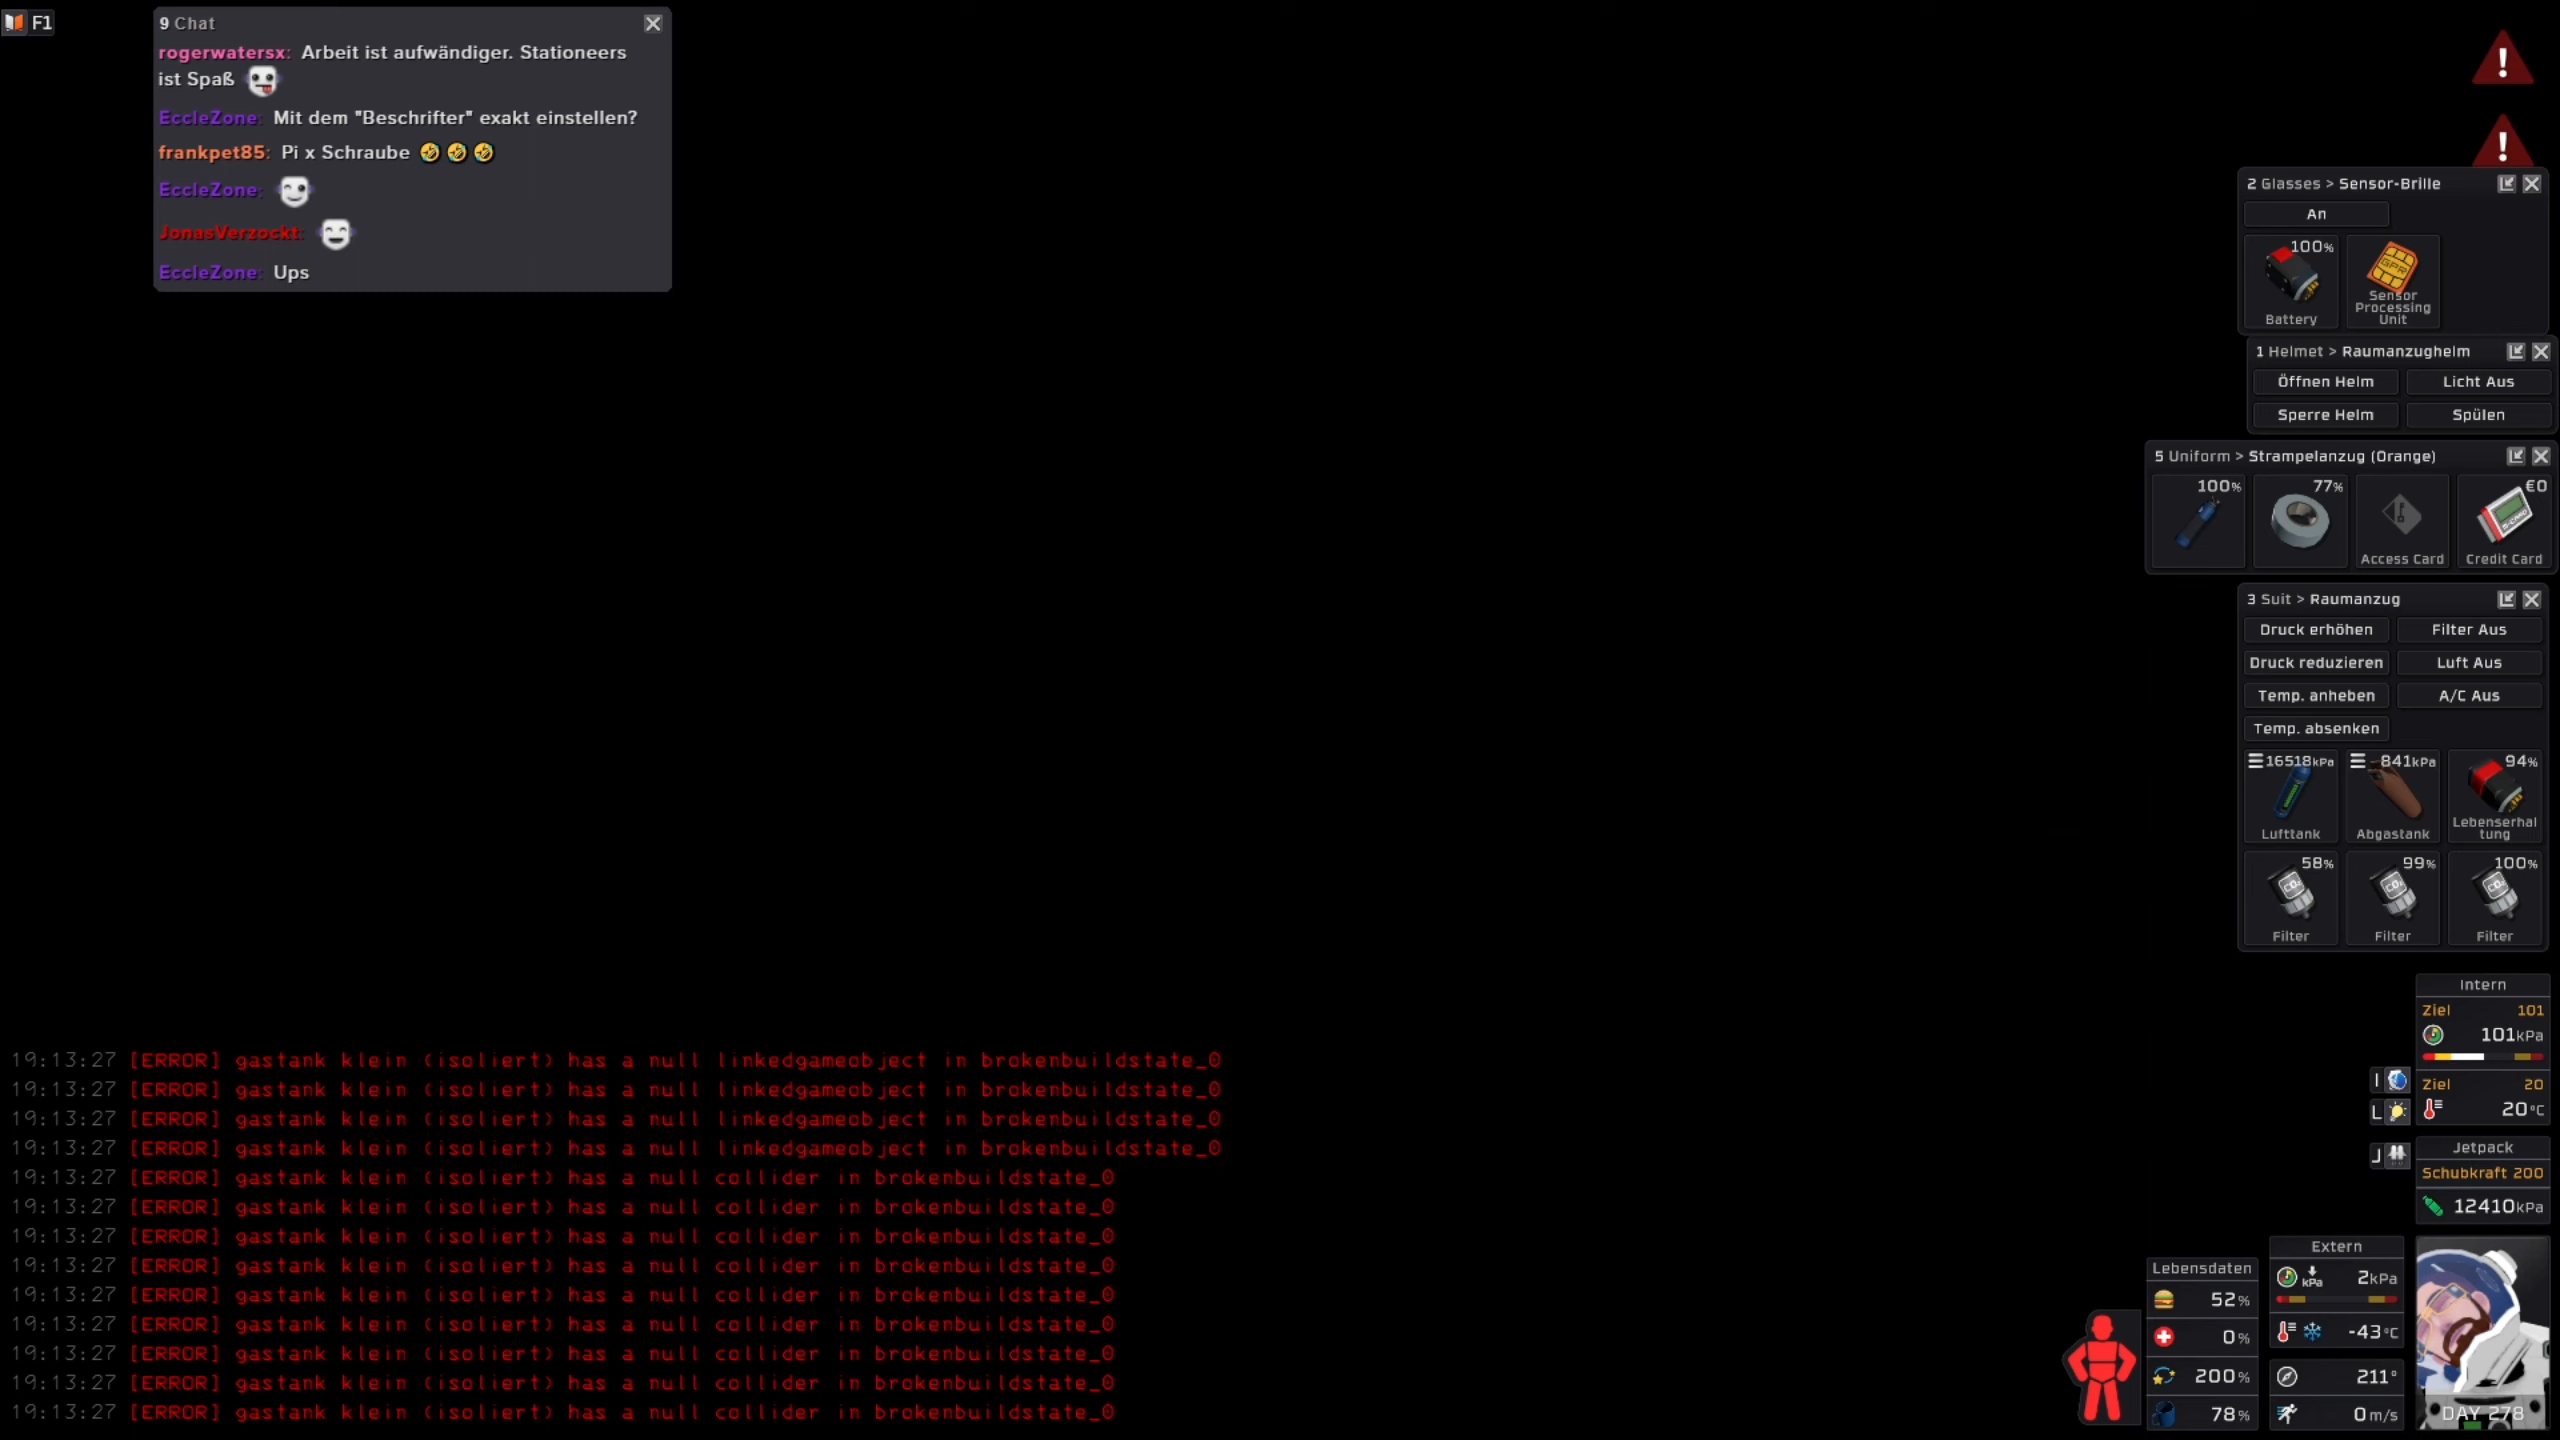 F1
9 Chat
rogerwatersx: Arbeit ist aufwändiger. Stationeers
ist Spaß
EccleZone: Mit dem "Beschrifter" exakt einstellen?
frankpet85: Pi x Schraube
EccleZone:
JonasVerzockt:
EccleZone: Ups
2 Glasses > Sensor-Brille
An
100%
Battery
GPR
Sensor
Processing
Unit
1 Helmet > Raumanzughelm
Öffnen Helm Licht Aus
Sperre Helm Spülen
5 Uniform > Strampelanzug (Orange)
100% 77% €0
Access Card Credit Card
3 Suit > Raumanzug
Druck erhöhen Filter Aus
Druck reduzieren Luft Aus
Temp. anheben A/C Aus
Temp. absenken
16518kPa 841kPa 94%
Lufttank Abgastank Lebenserhal
tung
58% 99% 100%
Filter Filter Filter
Intern
Ziel 101
101kPa
I
Ziel 20
L
20°C
J
Jetpack
Schubkraft 200
12410kPa
Lebensdaten
52%
0%
200%
78%
Extern
kPa 2kPa
-43°C
211°
0m/s
DAY 278
19:13:27 [ERROR] gastank klein (isoliert) has a null linkedgameobject in brokenbuildstate_0
19:13:27 [ERROR] gastank klein (isoliert) has a null linkedgameobject in brokenbuildstate_0
19:13:27 [ERROR] gastank klein (isoliert) has a null linkedgameobject in brokenbuildstate_0
19:13:27 [ERROR] gastank klein (isoliert) has a null linkedgameobject in brokenbuildstate_0
19:13:27 [ERROR] gastank klein (isoliert) has a null collider in brokenbuildstate_0
19:13:27 [ERROR] gastank klein (isoliert) has a null collider in brokenbuildstate_0
19:13:27 [ERROR] gastank klein (isoliert) has a null collider in brokenbuildstate_0
19:13:27 [ERROR] gastank klein (isoliert) has a null collider in brokenbuildstate_0
19:13:27 [ERROR] gastank klein (isoliert) has a null collider in brokenbuildstate_0
19:13:27 [ERROR] gastank klein (isoliert) has a null collider in brokenbuildstate_0
19:13:27 [ERROR] gastank klein (isoliert) has a null collider in brokenbuildstate_0
19:13:27 [ERROR] gastank klein (isoliert) has a null collider in brokenbuildstate_0
19:13:27 [ERROR] gastank klein (isoliert) has a null collider in brokenbuildstate_0